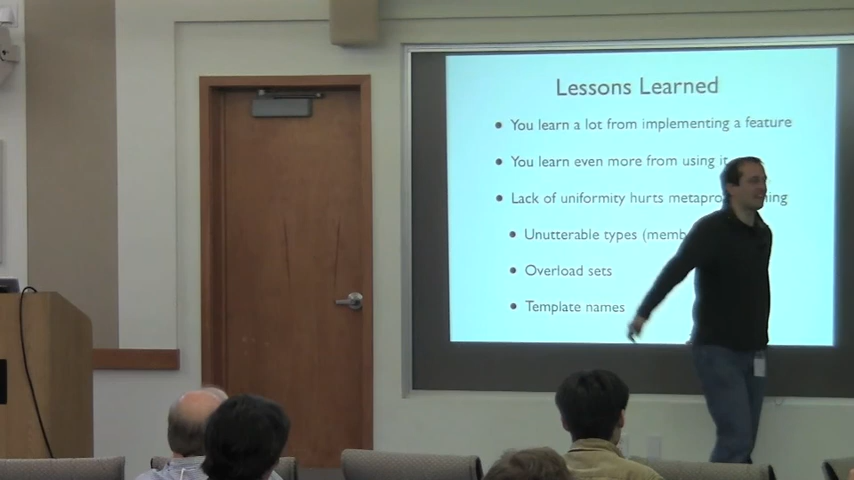 Lessons Learned
• You learn a lot from implementing a feature
• You learn even more from using it
• Lack of uniformity hurts
• Unutterable types
• Overload sets
• Template names